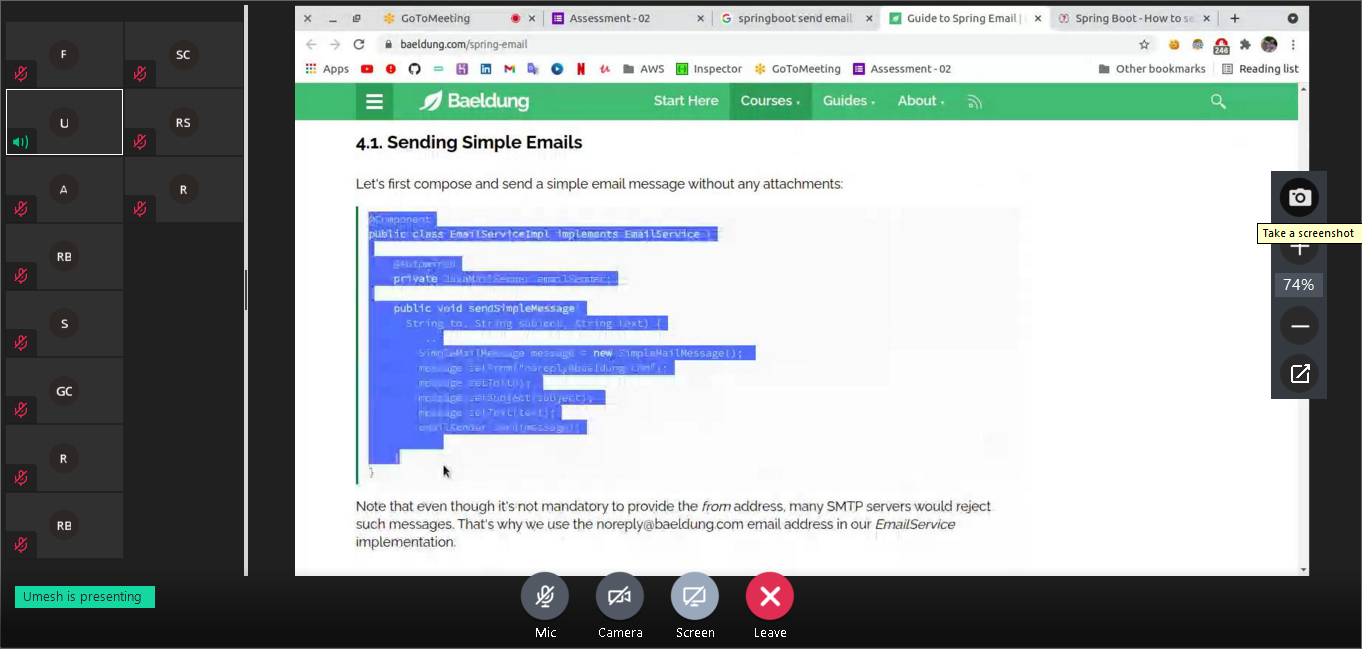 F
SC
U
RS
A
R
RB
S
GC
R
RB
Umesh is presenting
GoToMeeting
Assessment - 02
springboot send email
Guide to Spring Email |
Spring Boot - How to se
baeldung.com/spring-email
246
Apps
AWS
Inspector
GoToMeeting
Assessment - 02
Other bookmarks
Reading list
Baeldung
Start Here
Courses
Guides
About
4.1. Sending Simple Emails
Let's first compose and send a simple email message without any attachments:
@Component
public class EmailServiceImpl implements EmailService {
@Autowired
private JavaMailSender emailSender;
public void sendSimpleMessage(
String to, String subject, String text) {
...
SimpleMailMessage message = new SimpleMailMessage();
message.setFrom("noreply@baeldung.com");
message.setTo(to);
message.setSubject(subject);
message.setText(text);
emailSender.send(message);
...
}
}
Note that even though it's not mandatory to provide the from address, many SMTP servers would reject
such messages. That's why we use the noreply@baeldung.com email address in our EmailService
implementation.
Take a screenshot
74%
Mic
Camera
Screen
Leave